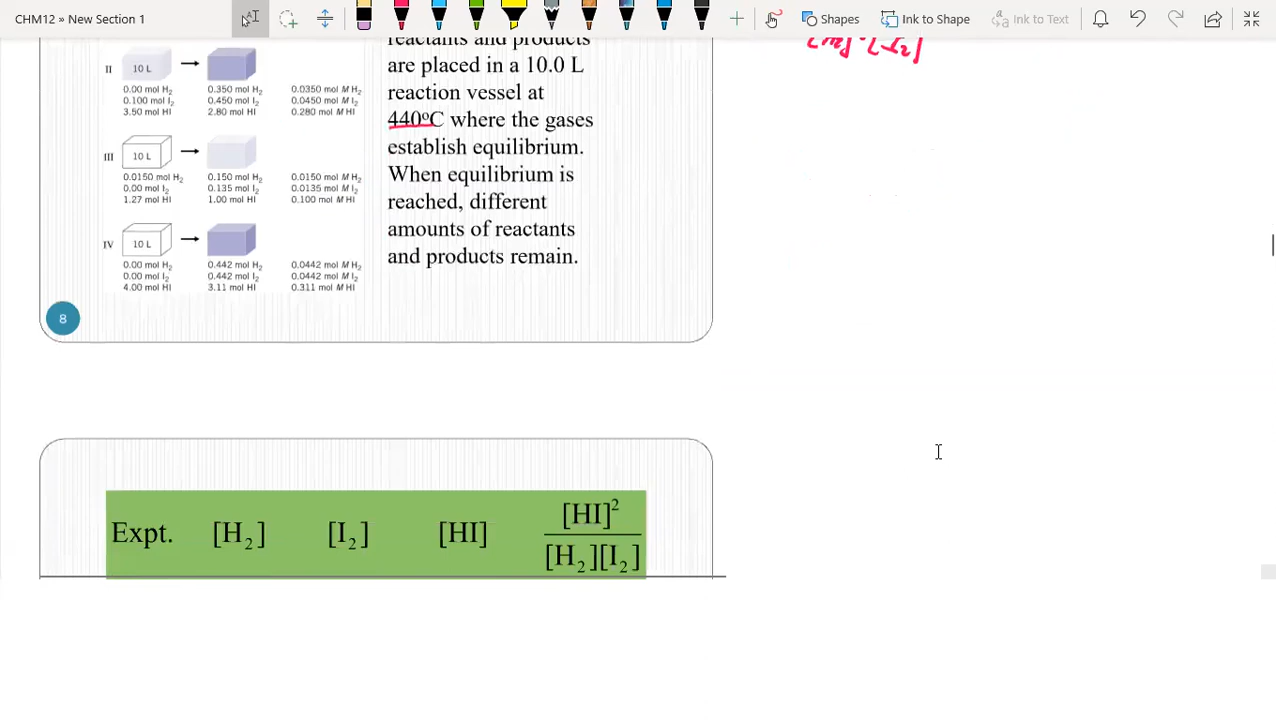 CHM12 » New Section 1
Shapes
Ink to Shape
Ink to Text
reactants and products
are placed in a 10.0 L
reaction vessel at
440°C where the gases
establish equilibrium.
When equilibrium is
reached, different
amounts of reactants
and products remain.
II
10 L
0.00 mol H₂ 0.350 mol H₂ 0.0350 mol M H₂
0.100 mol I₂ 0.450 mol I₂ 0.0450 mol M I₂
3.50 mol HI 2.80 mol HI 0.280 mol M HI
III
10 L
0.0150 mol H₂ 0.150 mol H₂ 0.0150 mol M H₂
0.00 mol I₂ 0.135 mol I₂ 0.0135 mol M I₂
1.27 mol HI 1.00 mol HI 0.100 mol M HI
IV
10 L
0.00 mol H₂ 0.442 mol H₂ 0.0442 mol M H₂
0.00 mol I₂ 0.442 mol I₂ 0.0442 mol M I₂
4.00 mol HI 3.11 mol HI 0.311 mol M HI
8
Expt. [H₂] [I₂] [HI] [HI]²
[H₂][I₂]